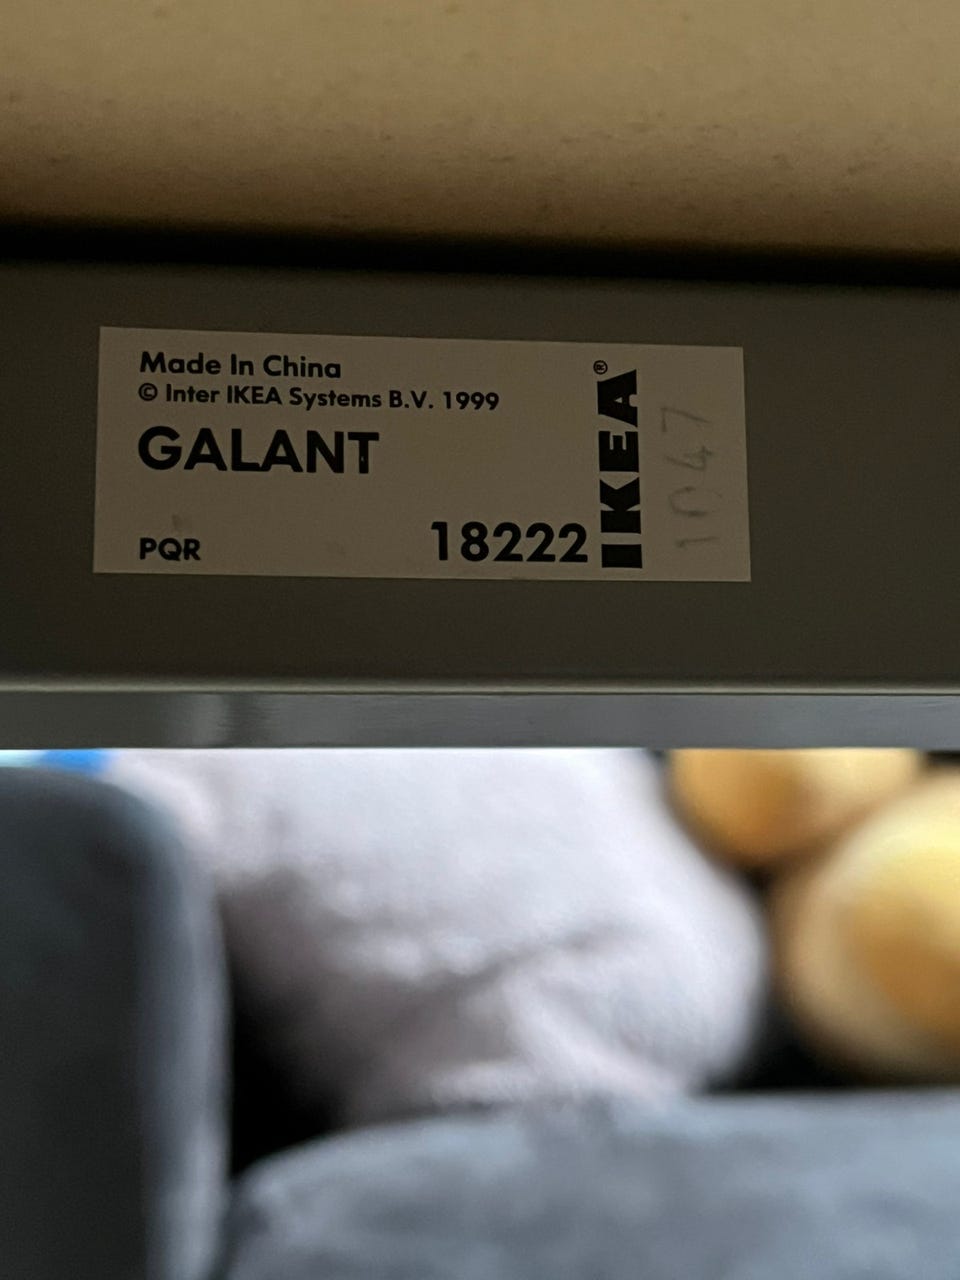 Made In China
© Inter IKEA Systems B.V. 1999
GALANT
PQR
18222
IKEA®
1047